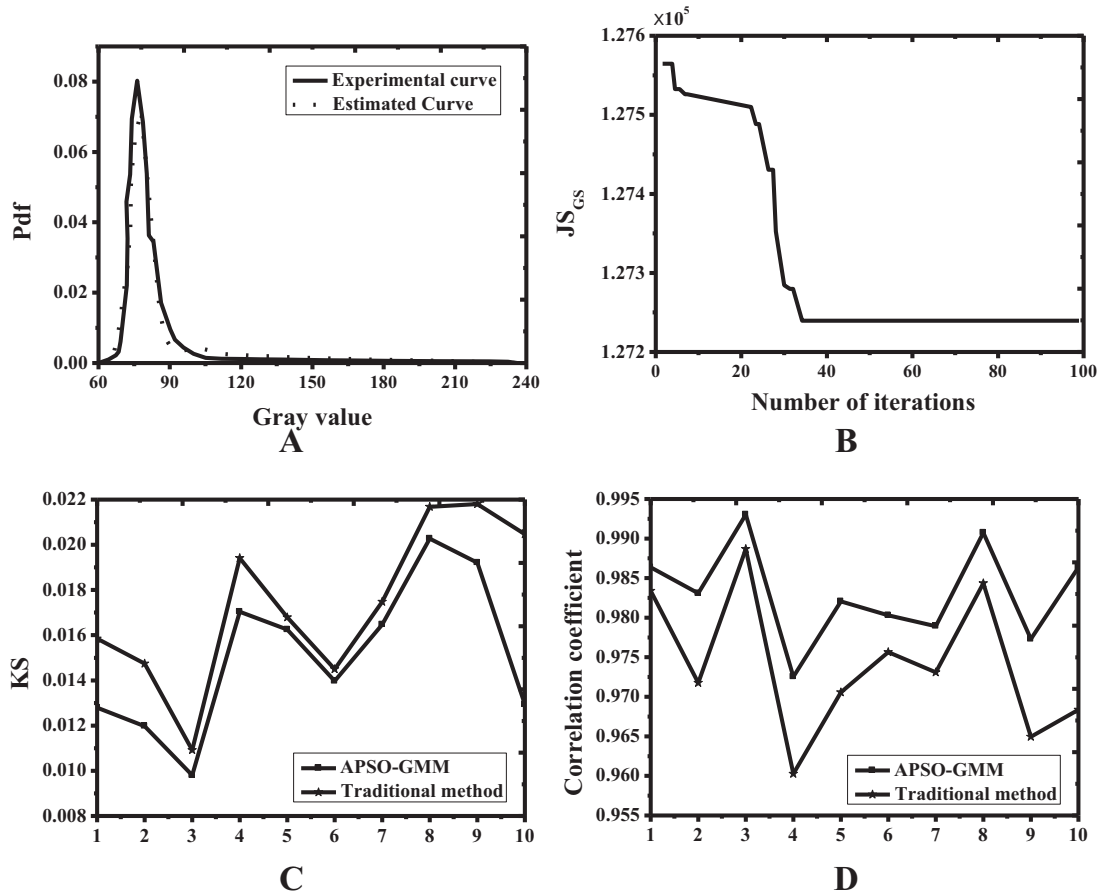 0.08
0.06
0.04
0.02
0.00
Pdf
60 90 120 150 180 210 240
Gray value
Experimental curve
Estimated Curve
A
×10⁵
1.276
1.275
1.274
1.273
1.272
JS_GS
0 20 40 60 80 100
Number of iterations
B
0.022
0.020
0.018
0.016
0.014
0.012
0.010
0.008
KS
1 2 3 4 5 6 7 8 9 10
APSO-GMM
Traditional method
C
0.995
0.990
0.985
0.980
0.975
0.970
0.965
0.960
0.955
Correlation coefficient
1 2 3 4 5 6 7 8 9 10
APSO-GMM
Traditional method
D